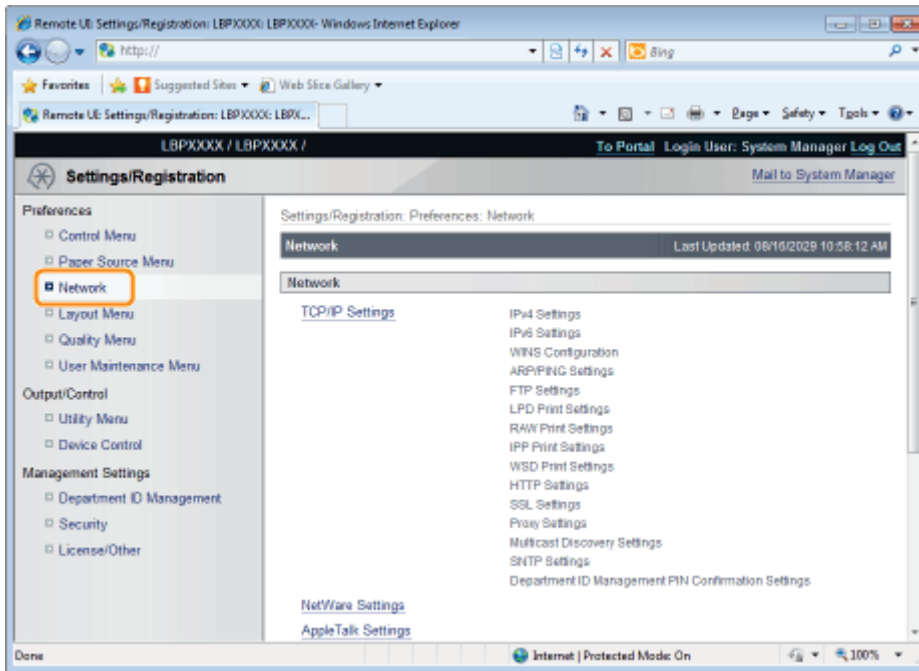 Remote UI: Settings/Registration: LBPXXXX: LBPXXXX- Windows Internet Explorer
http://
Bing
Favorites Suggested Sites Web Slice Gallery
Remote UI: Settings/Registration: LBPXXXX: LBPX...
Page Safety Tools
LBPXXXX / LBPXXXX /
To Portal Login User: System Manager Log Out
Settings/Registration
Mail to System Manager
Preferences
Control Menu
Paper Source Menu
Network
Layout Menu
Quality Menu
User Maintenance Menu
Output/Control
Utility Menu
Device Control
Management Settings
Department ID Management
Security
License/Other
Settings/Registration: Preferences: Network
Network Last Updated: 08/16/2029 10:58:12 AM
Network
TCP/IP Settings
IPv4 Settings
IPv6 Settings
WINS Configuration
ARP/PING Settings
FTP Settings
LPD Print Settings
RAW Print Settings
IPP Print Settings
WSD Print Settings
HTTP Settings
SSL Settings
Proxy Settings
Multicast Discovery Settings
SNTP Settings
Department ID Management PIN Confirmation Settings
NetWare Settings
AppleTalk Settings
Done Internet | Protected Mode: On 100%